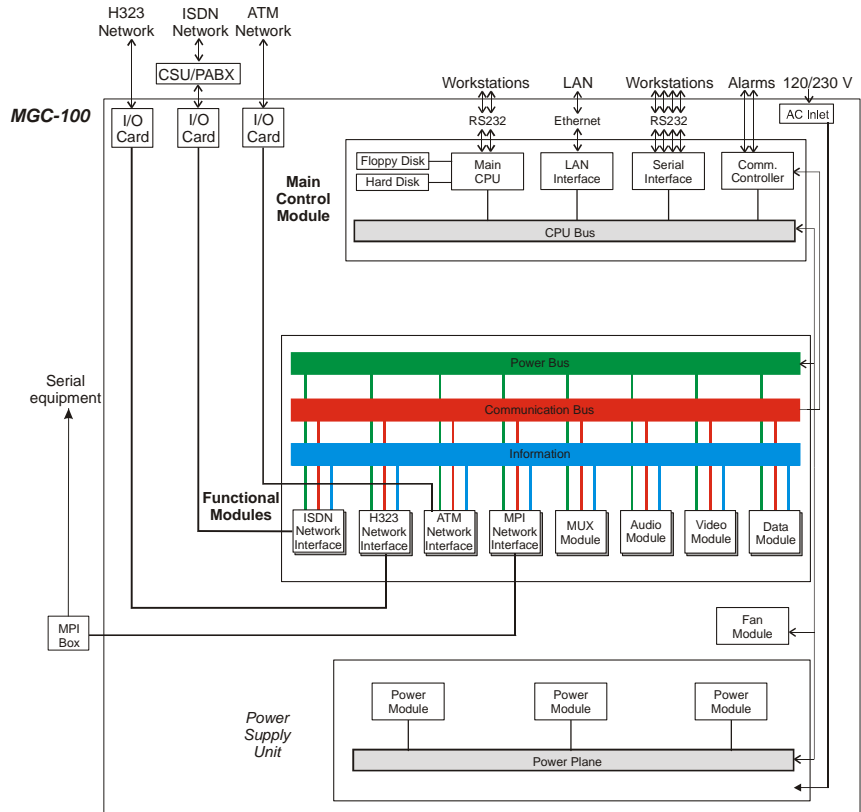 H323
Network
ISDN
Network
ATM
Network
CSU/PABX
Workstations
LAN
Workstations
Alarms
120/230 V
MGC-100
I/O
Card
I/O
Card
I/O
Card
RS232
Ethernet
RS232
AC Inlet
Floppy Disk
Hard Disk
Main
CPU
LAN
Interface
Serial
Interface
Comm.
Controller
Main
Control
Module
CPU Bus
Power Bus
Serial
equipment
Communication Bus
Information
Functional
Modules
ISDN
Network
Interface
H323
Network
Interface
ATM
Network
Interface
MPI
Network
Interface
MUX
Module
Audio
Module
Video
Module
Data
Module
MPI
Box
Fan
Module
Power
Module
Power
Module
Power
Module
Power
Supply
Unit
Power Plane